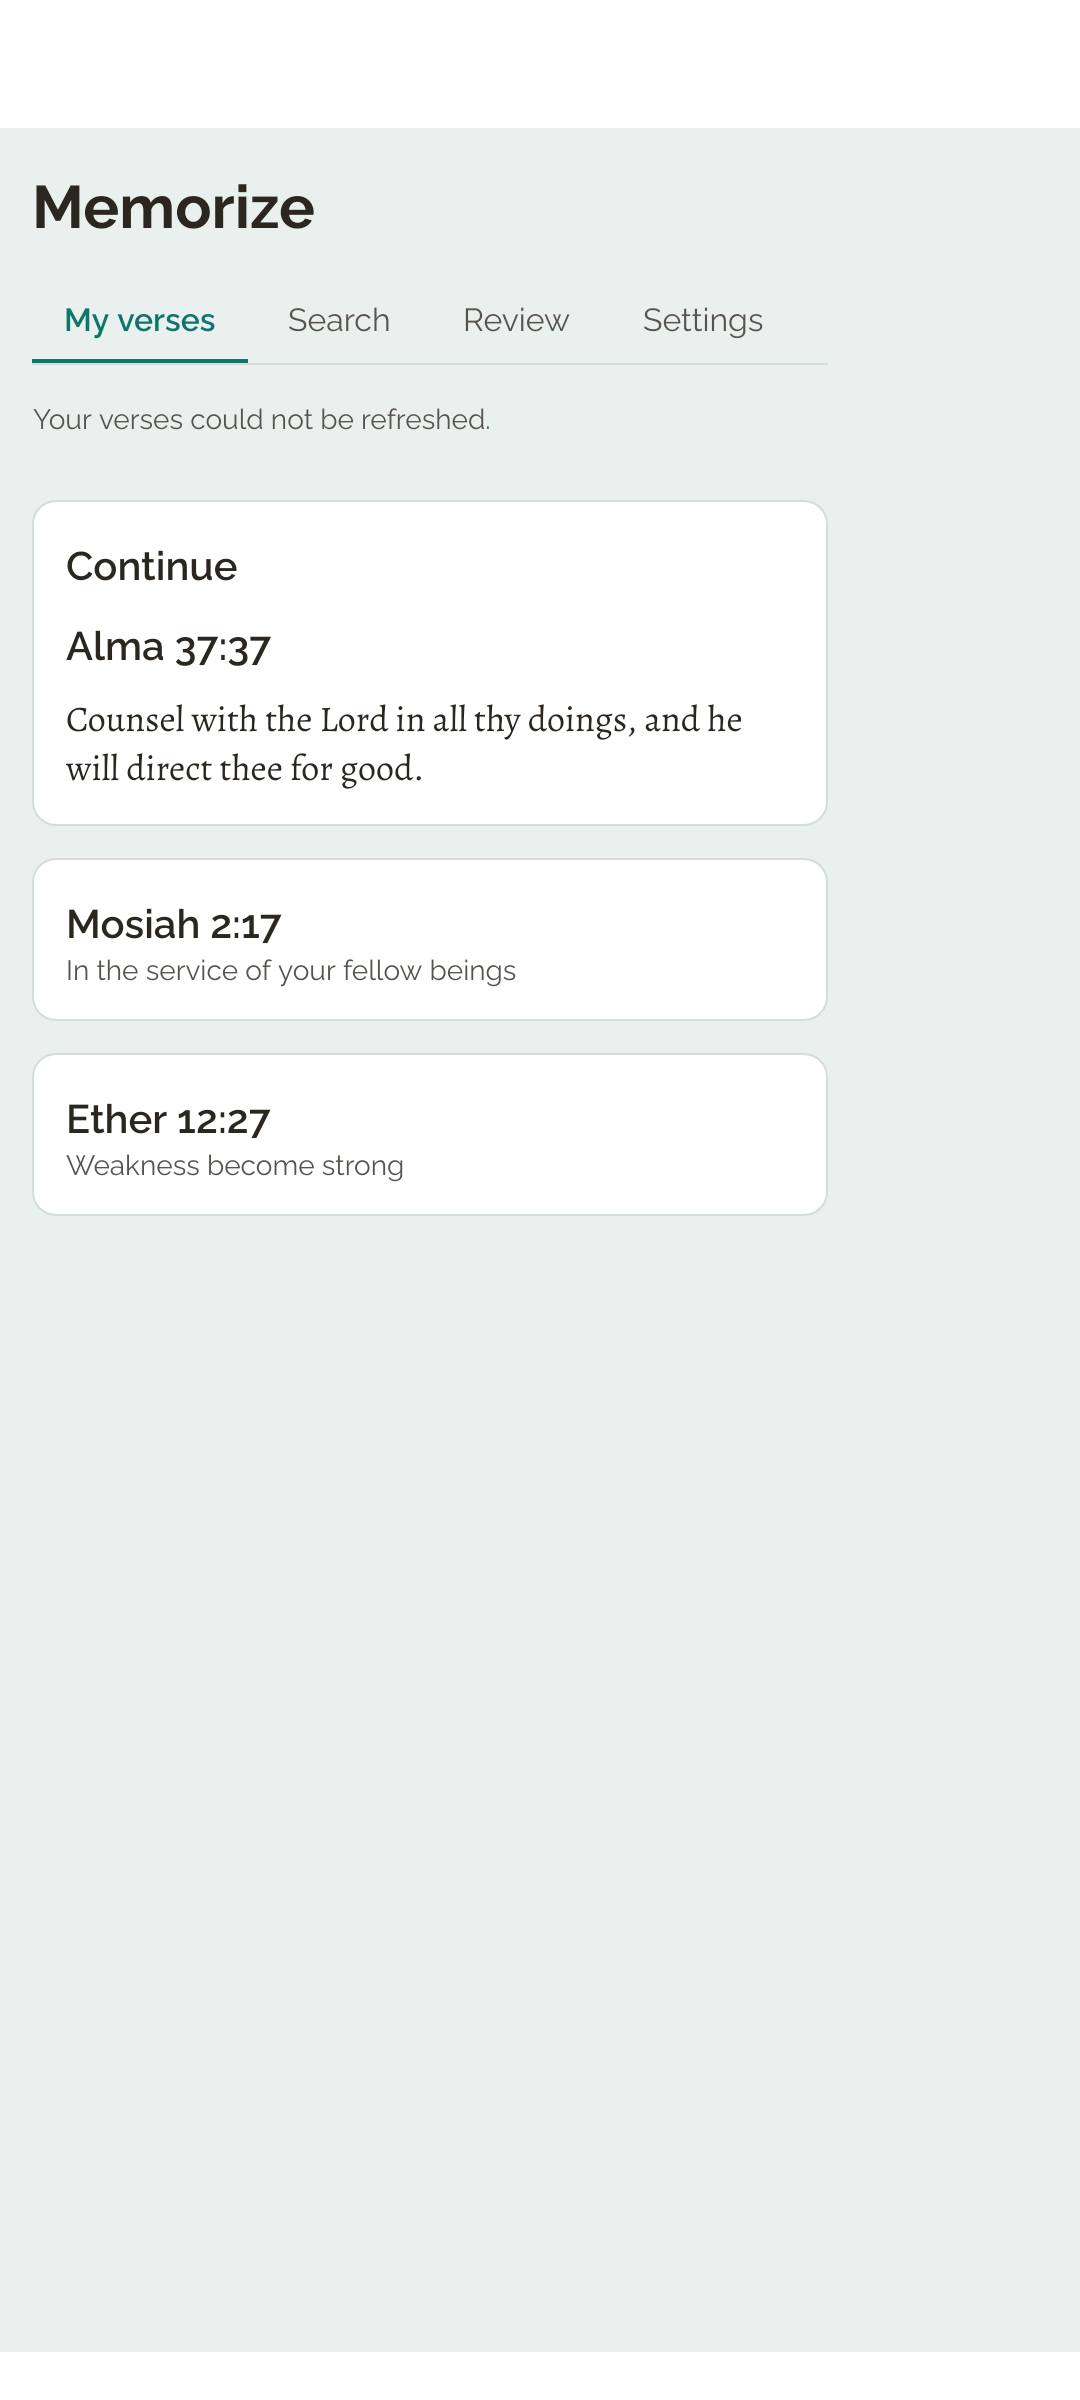 Memorize
My verses Search Review Settings
Your verses could not be refreshed.
Continue
Alma 37:37
Counsel with the Lord in all thy doings, and he
will direct thee for good.
Mosiah 2:17
In the service of your fellow beings
Ether 12:27
Weakness become strong